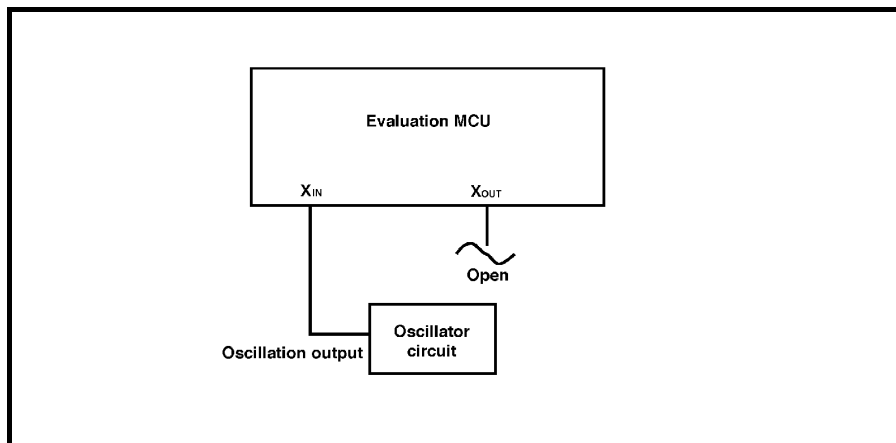 Evaluation MCU
XIN
XOUT
Open
Oscillator
circuit
Oscillation output